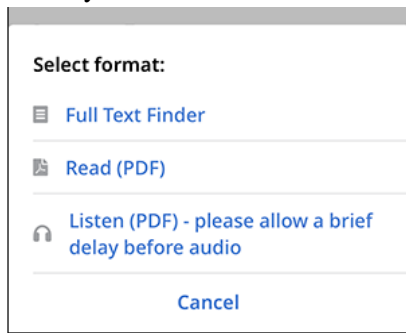 Select format:
Full Text Finder
Read (PDF)
Listen (PDF) - please allow a brief
delay before audio
Cancel